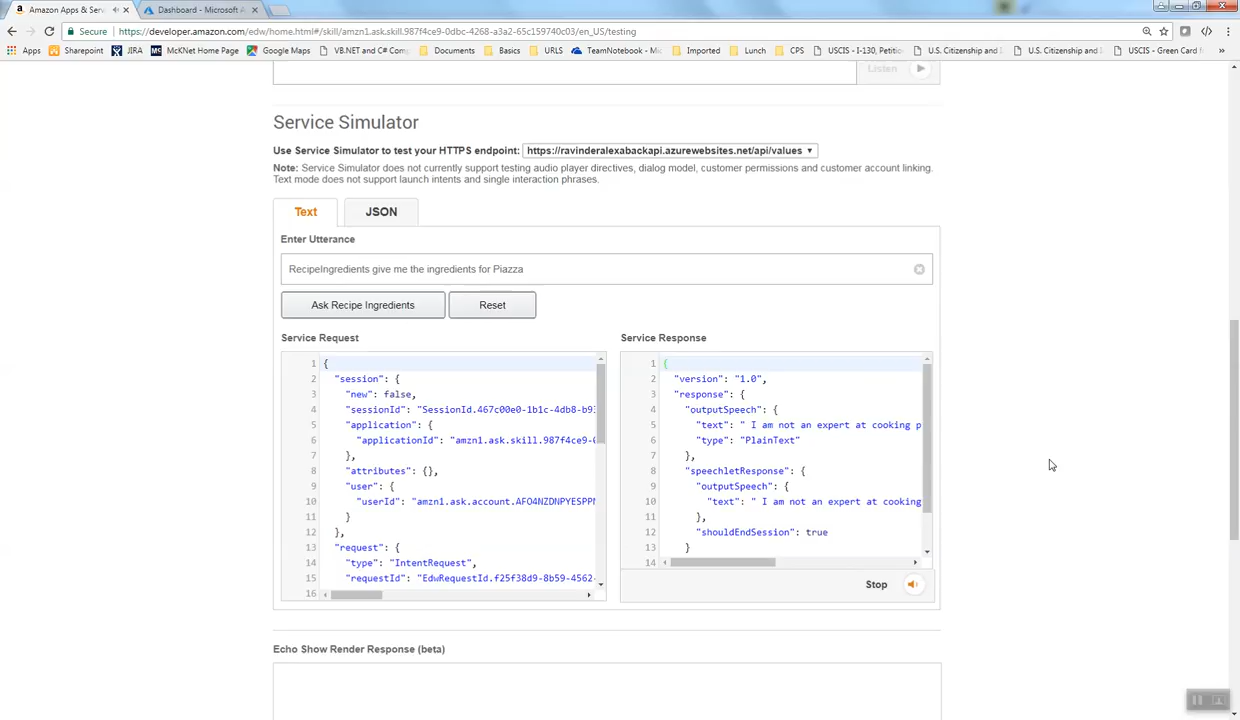 Amazon Apps & Serv
Dashboard - Microsoft A
Secure
https://developer.amazon.com/edw/home.html#/skill/amzn1.ask.skill.987f4ce9-0dbc-4268-a3a2-65c159740c03/en_US/testing
Apps Sharepoint JIRA McKNet Home Page Google Maps VB.NET and C# Comp Documents Basics URLS TeamNotebook - Mic Imported Lunch CPS USCIS - I-130, Petitio U.S. Citizenship and I U.S. Citizenship and I USCIS - Green Card f »
Listen
Service Simulator
Use Service Simulator to test your HTTPS endpoint: https://ravinderalexabackapi.azurewebsites.net/api/values
Note: Service Simulator does not currently support testing audio player directives, dialog model, customer permissions and customer account linking.
Text mode does not support launch intents and single interaction phrases.
Text JSON
Enter Utterance
RecipeIngredients give me the ingredients for Piazza
Ask Recipe Ingredients Reset
Service Request
1 {
2 "session": {
3 "new": false,
4 "sessionId": "SessionId.467c00e0-1b1c-4db8-b93
5 "application": {
6 "applicationId": "amzn1.ask.skill.987f4ce9-0
7 },
8 "attributes": {},
9 "user": {
10 "userId": "amzn1.ask.account.AFO4NZDNPYESPPM
11 }
12 },
13 "request": {
14 "type": "IntentRequest",
15 "requestId": "EdwRequestId.f25f38d9-8b59-4562-
16
Service Response
1 {
2 "version": "1.0",
3 "response": {
4 "outputSpeech": {
5 "text": " I am not an expert at cooking p
6 "type": "PlainText"
7 },
8 "speechletResponse": {
9 "outputSpeech": {
10 "text": " I am not an expert at cooking
11 },
12 "shouldEndSession": true
13 }
14
Stop
Echo Show Render Response (beta)